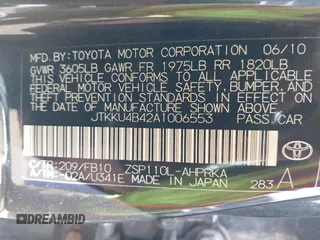 MFD. BY: TOYOTA MOTOR CORPORATION 06/10
GVWR 3605LB GAWR FR 1975LB RR 1820LB
THIS VEHICLE CONFORMS TO ALL APPLICABLE
FEDERAL MOTOR VEHICLE SAFETY, BUMPER, AND
THEFT PREVENTION STANDARDS IN EFFECT ON
THE DATE OF MANUFACTURE SHOWN ABOVE.
JTKKU4B42A1006553 PASS. CAR
C/TR: 209/FB10 ZSP110L-AHPRKA
A/TM: -02A/U341E MADE IN JAPAN
283 A
TOYOTA
© iDRIVEANDBID